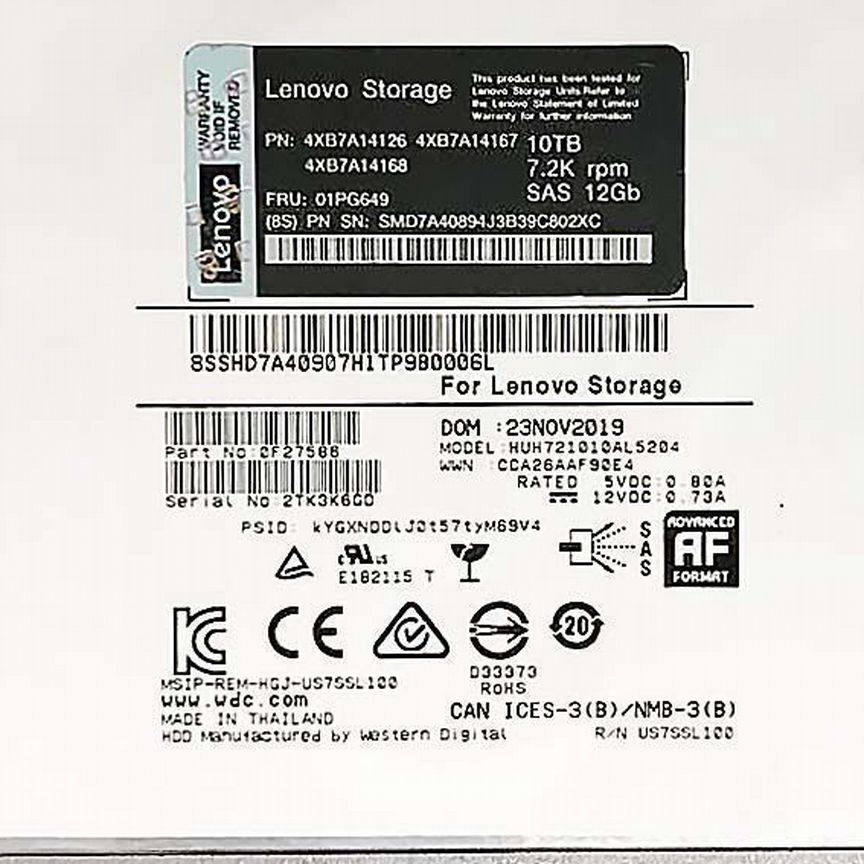 WARRANTY
VOID IF
REMOVED
Lenovo
Lenovo Storage
This product has been tested for
Lenovo Storage Units.Refer to
the Lenovo Statement of Limited
Warranty for further information
PN: 4XB7A14126 4XB7A14167
4XB7A14168
10TB
7.2K rpm
SAS 12Gb
FRU: 01PG649
(8S) PN SN: SMD7A40894J3B39C802XC
8SSHD7A40907H1TP9B0006L
For Lenovo Storage
Part No:0F27586
Serial No:2TK3K6GD
DOM :23NOV2019
MODEL:HUH721010AL5204
WWN :CCA26AAF90E4
RATED 5VDC:0.80A
12VDC:0.73A
PSID:
E182115 T
SAS
ADVANCED
AF
FORMAT
CE
20
D33373
RoHS
MSIP-REM-HGJ-US7SSL100
www.wdc.com
MADE IN THAILAND
HDD Manufactured by Western Digital
CAN ICES-3(B)/NMB-3(B)
R/N US7SSL100